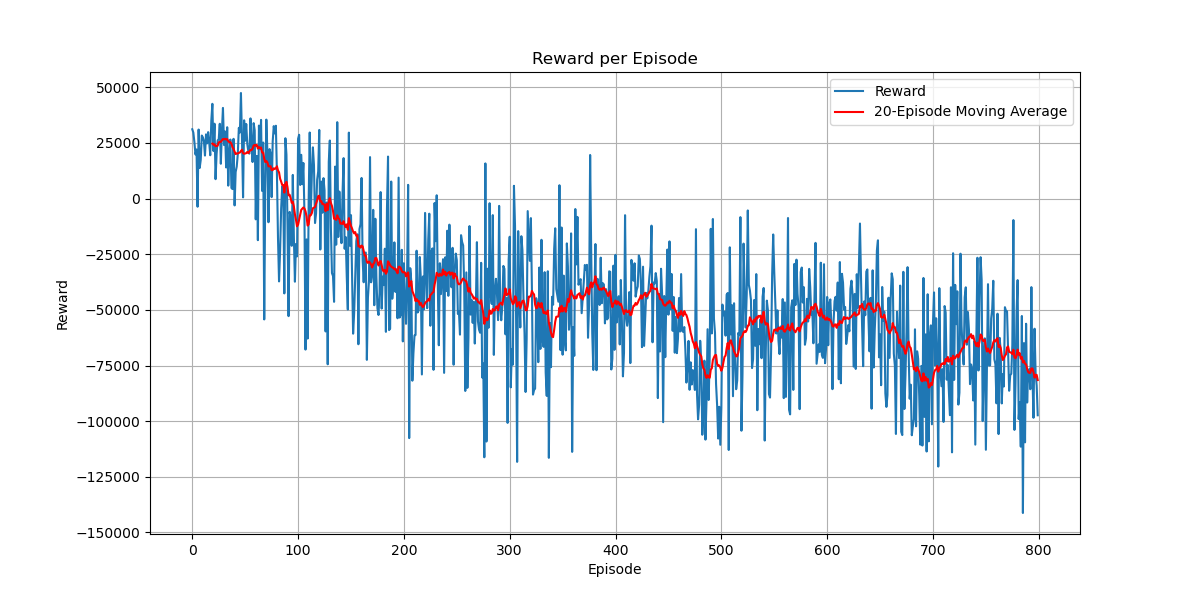 Reward per Episode
Reward
20-Episode Moving Average
50000
25000
0
−25000
−50000
−75000
−100000
−125000
−150000
Reward
0 100 200 300 400 500 600 700 800
Episode